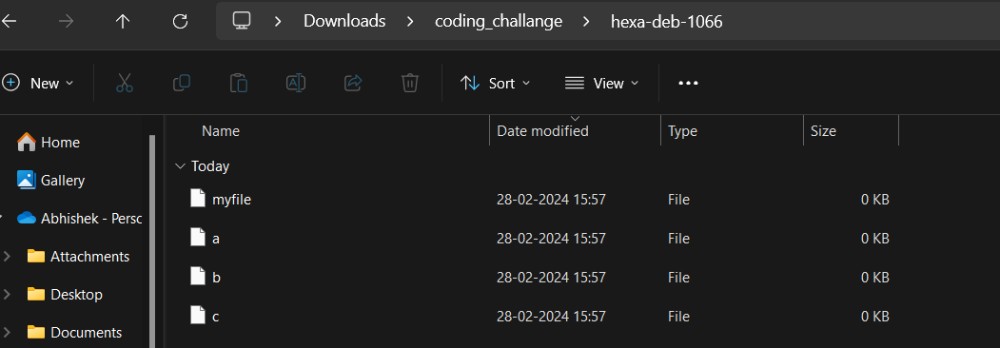 Downloads > coding_challange > hexa-deb-1066
New Sort View
Name Date modified Type Size
Home
Gallery
Abhishek - Persc
Attachments
Desktop
Documents
Today
myfile 28-02-2024 15:57 File 0 KB
a 28-02-2024 15:57 File 0 KB
b 28-02-2024 15:57 File 0 KB
c 28-02-2024 15:57 File 0 KB